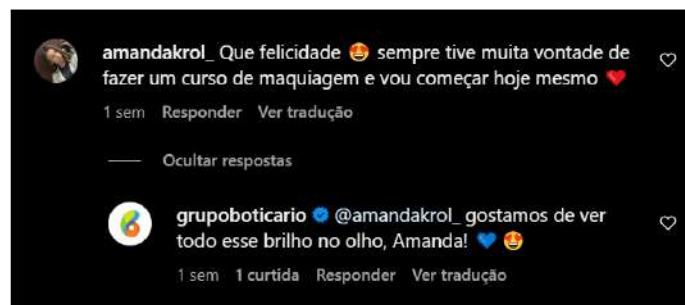 amandakrol_ Que felicidade 🤩 sempre tive muita vontade de
fazer um curso de maquiagem e vou começar hoje mesmo ❤️
1 sem Responder Ver tradução
Ocultar respostas
grupoboticario @amandakrol_ gostamos de ver
todo esse brilho no olho, Amanda! 💙 🤩
1 sem 1 curtida Responder Ver tradução